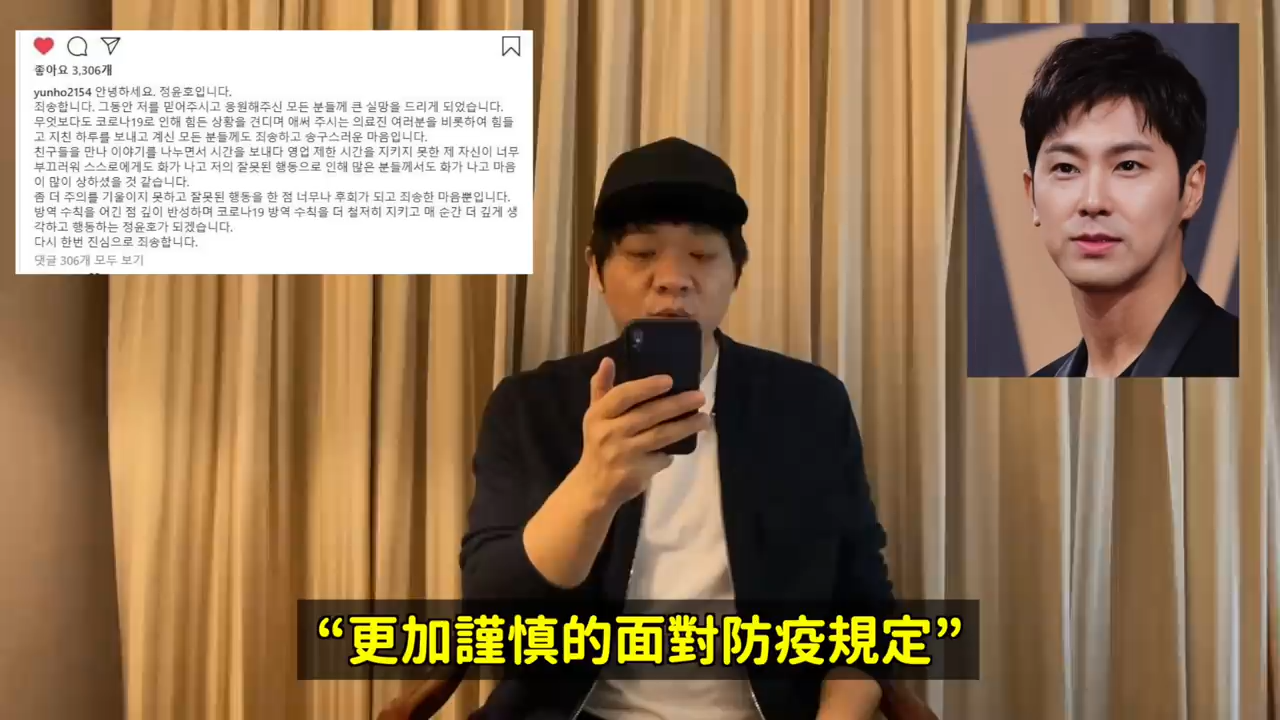 좋아요 3,306개
yunho2154 안녕하세요. 정윤호입니다.
죄송합니다. 그동안 저를 믿어주시고 응원해주신 모든 분들께 큰 실망을 드리게 되었습니다.
무엇보다도 코로나19로 인해 힘든 상황을 견디며 애써 주시는 의료진 여러분을 비롯하여 힘들
고 지친 하루를 보내고 계신 모든 분들께도 죄송하고 송구스러운 마음입니다.
친구들을 만나 이야기를 나누면서 시간을 보내다 영업 제한 시간을 지키지 못한 제 자신이 너무
부끄러워 스스로에게도 화가 나고 저의 잘못된 행동으로 인해 많은 분들께서도 화가 나고 마음
이 많이 상하셨을 것 같습니다.
좀 더 주의를 기울이지 못하고 잘못된 행동을 한 점 너무나 후회가 되고 죄송한 마음뿐입니다.
방역 수칙을 어긴 점 깊이 반성하며 코로나19 방역 수칙을 더 철저히 지키고 매 순간 더 깊게 생
각하고 행동하는 정윤호가 되겠습니다.
다시 한번 진심으로 죄송합니다.
댓글 306개 모두 보기
“更加謹慎的面對防疫規定”